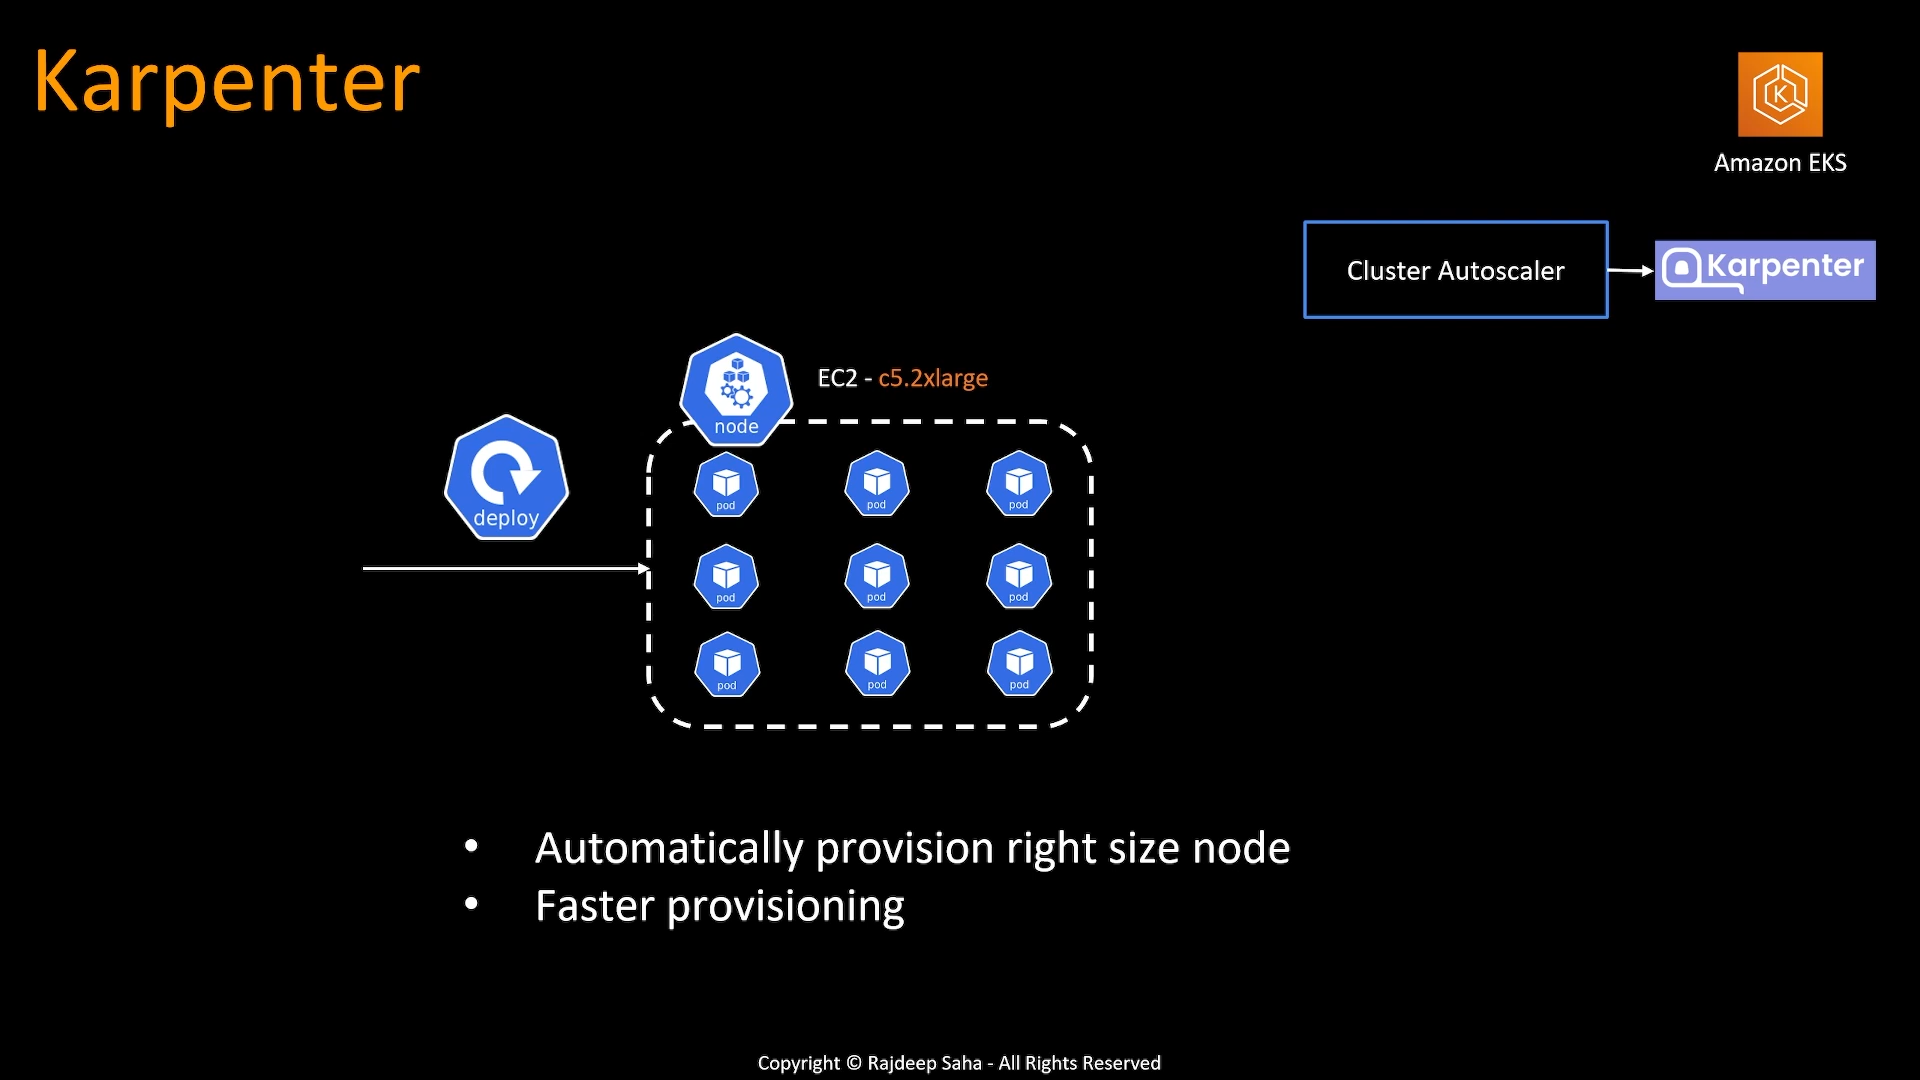 Karpenter
K
Amazon EKS
Cluster Autoscaler
Karpenter
EC2 - c5.2xlarge
node
deploy
pod
pod
pod
pod
pod
pod
pod
pod
pod
• Automatically provision right size node
• Faster provisioning
Copyright © Rajdeep Saha - All Rights Reserved